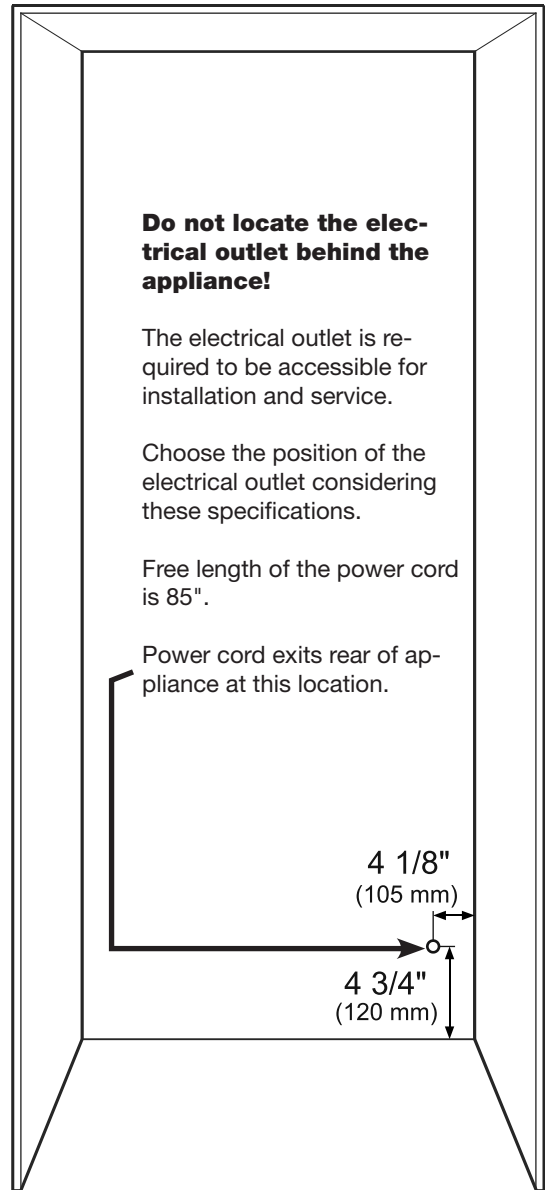 Do not locate the elec-
trical outlet behind the
appliance!
The electrical outlet is re-
quired to be accessible for
installation and service.
Choose the position of the
electrical outlet considering
these specifications.
Free length of the power cord
is 85".
Power cord exits rear of ap-
pliance at this location.
4 1/8"
(105 mm)
4 3/4"
(120 mm)